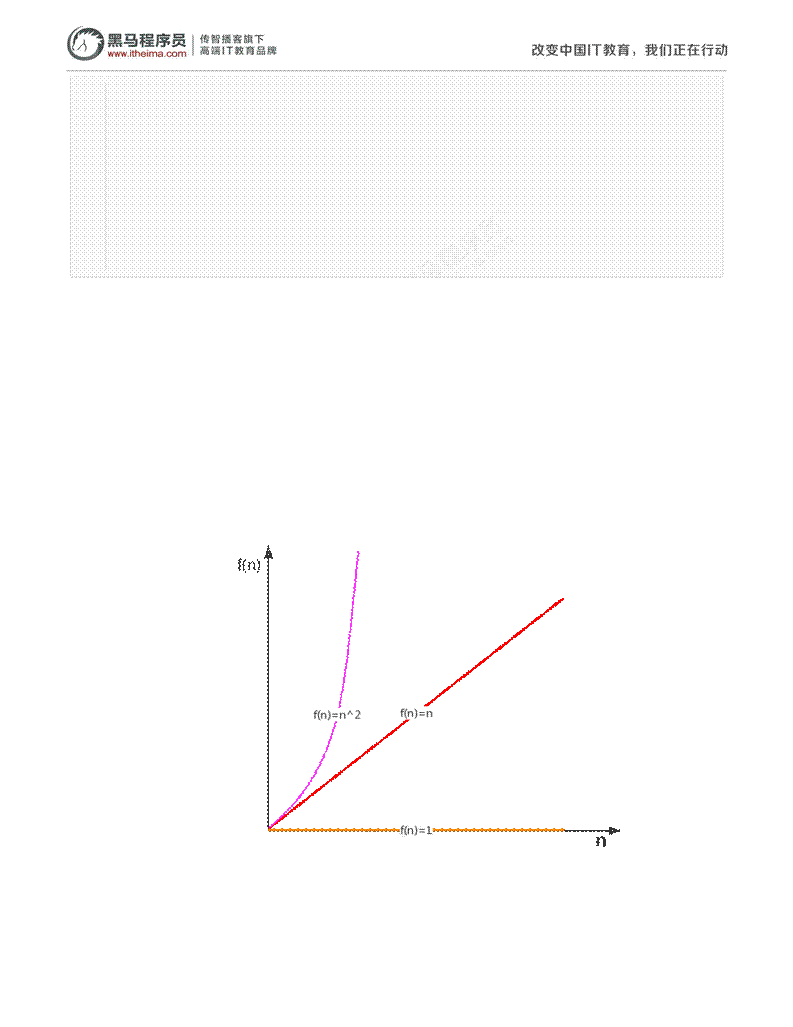 黑马程序员
www.itheima.com
传智播客旗下
高端IT教育品牌
改变中国IT教育，我们正在行动
f(n)
f(n)=n^2
f(n)=n
f(n)=1
n